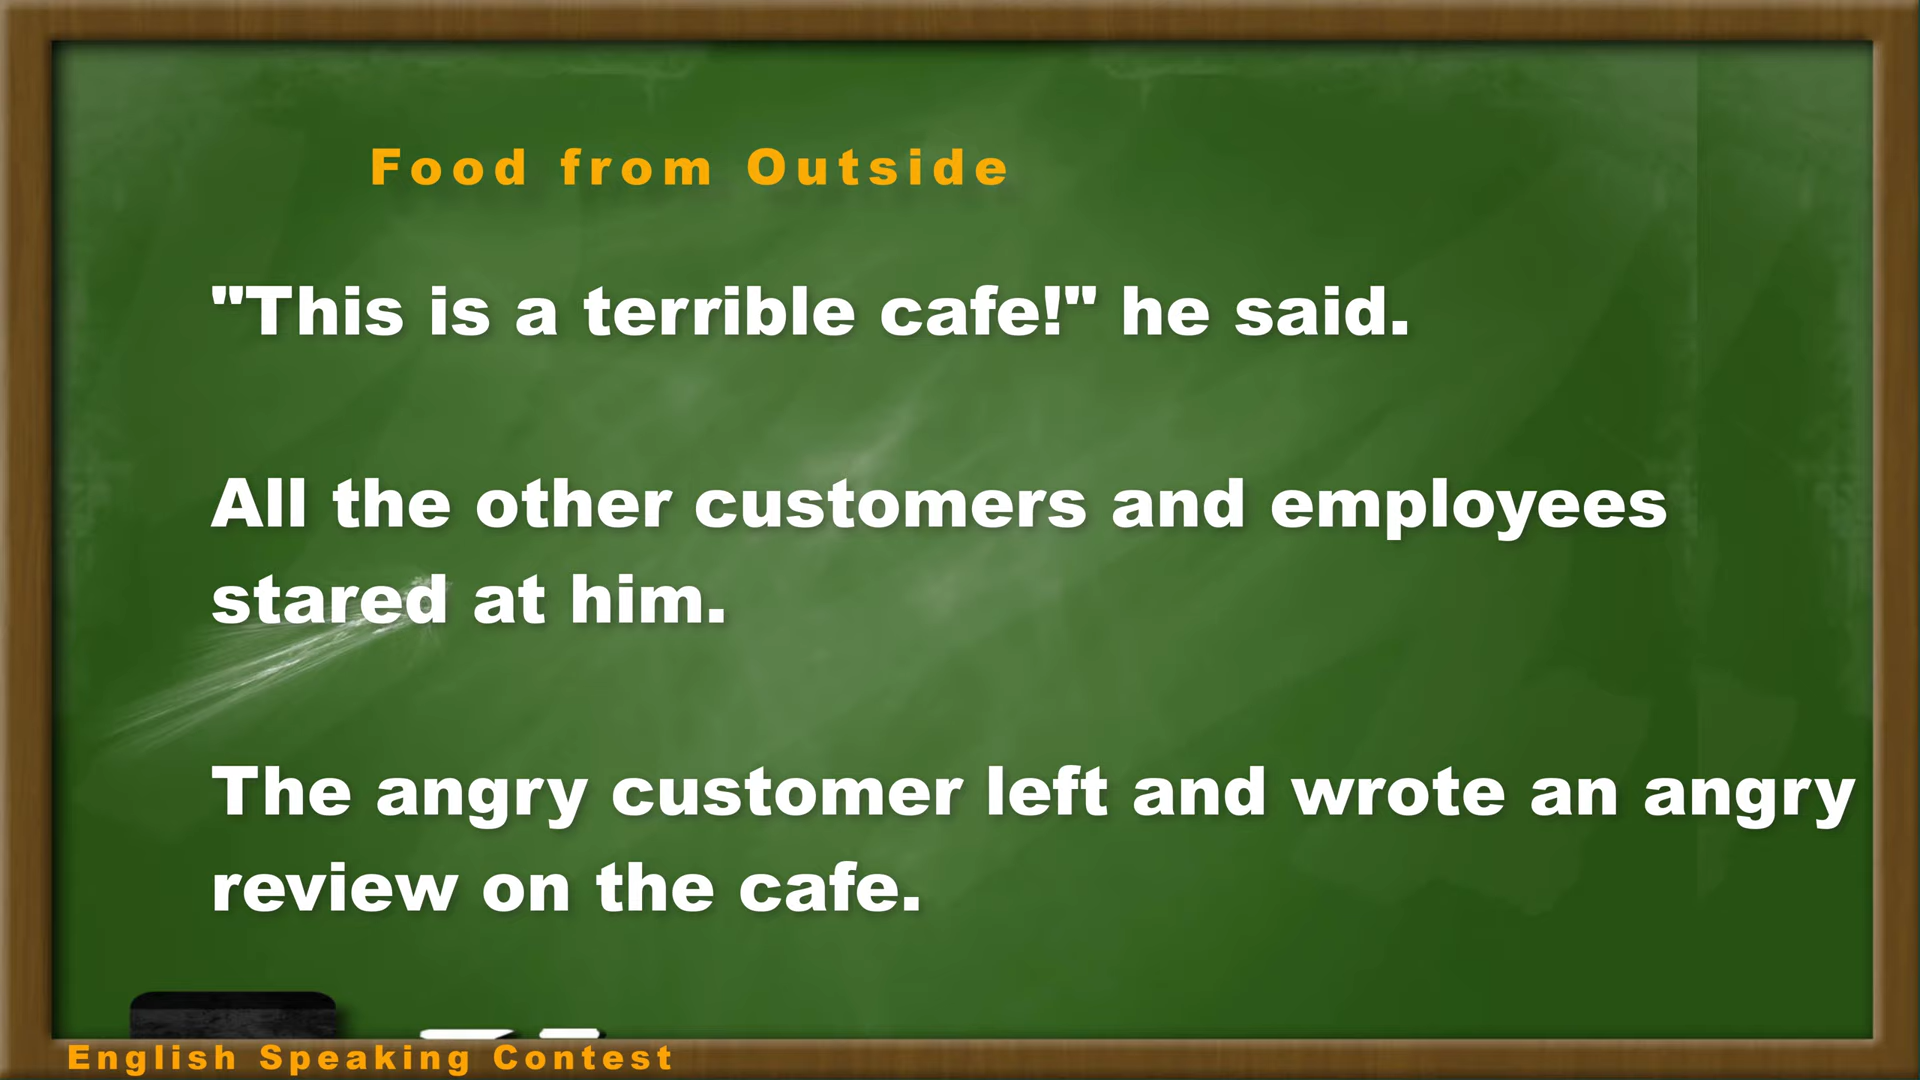 Food from Outside
"This is a terrible cafe!" he said.
All the other customers and employees
stared at him.
The angry customer left and wrote an angry
review on the cafe.
English Speaking Contest